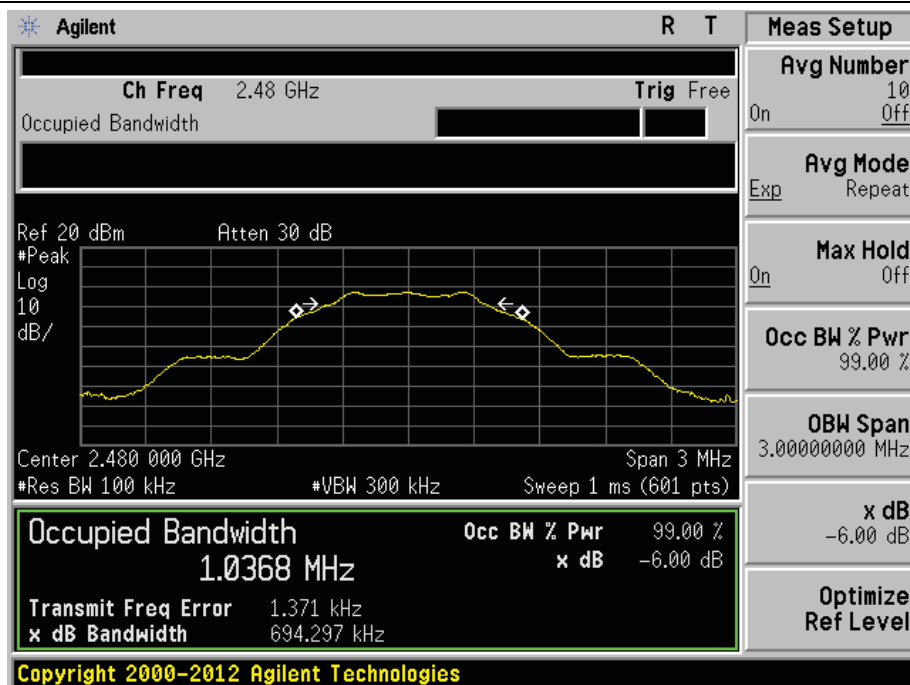 Agilent R T Meas Setup
Ch Freq 2.48 GHz Trig Free
Occupied Bandwidth
Ref 20 dBm Atten 30 dB
#Peak
Log
10
dB/
Center 2.480 000 GHz Span 3 MHz
#Res BW 100 kHz #VBW 300 kHz Sweep 1 ms (601 pts)
Occupied Bandwidth
1.0368 MHz
Occ BW % Pwr 99.00 %
x dB -6.00 dB
Transmit Freq Error 1.371 kHz
x dB Bandwidth 694.297 kHz
Avg Number
10
On Off
Avg Mode
Exp Repeat
Max Hold
On Off
Occ BW % Pwr
99.00 %
OBW Span
3.00000000 MHz
x dB
-6.00 dB
Optimize
Ref Level
Copyright 2000-2012 Agilent Technologies